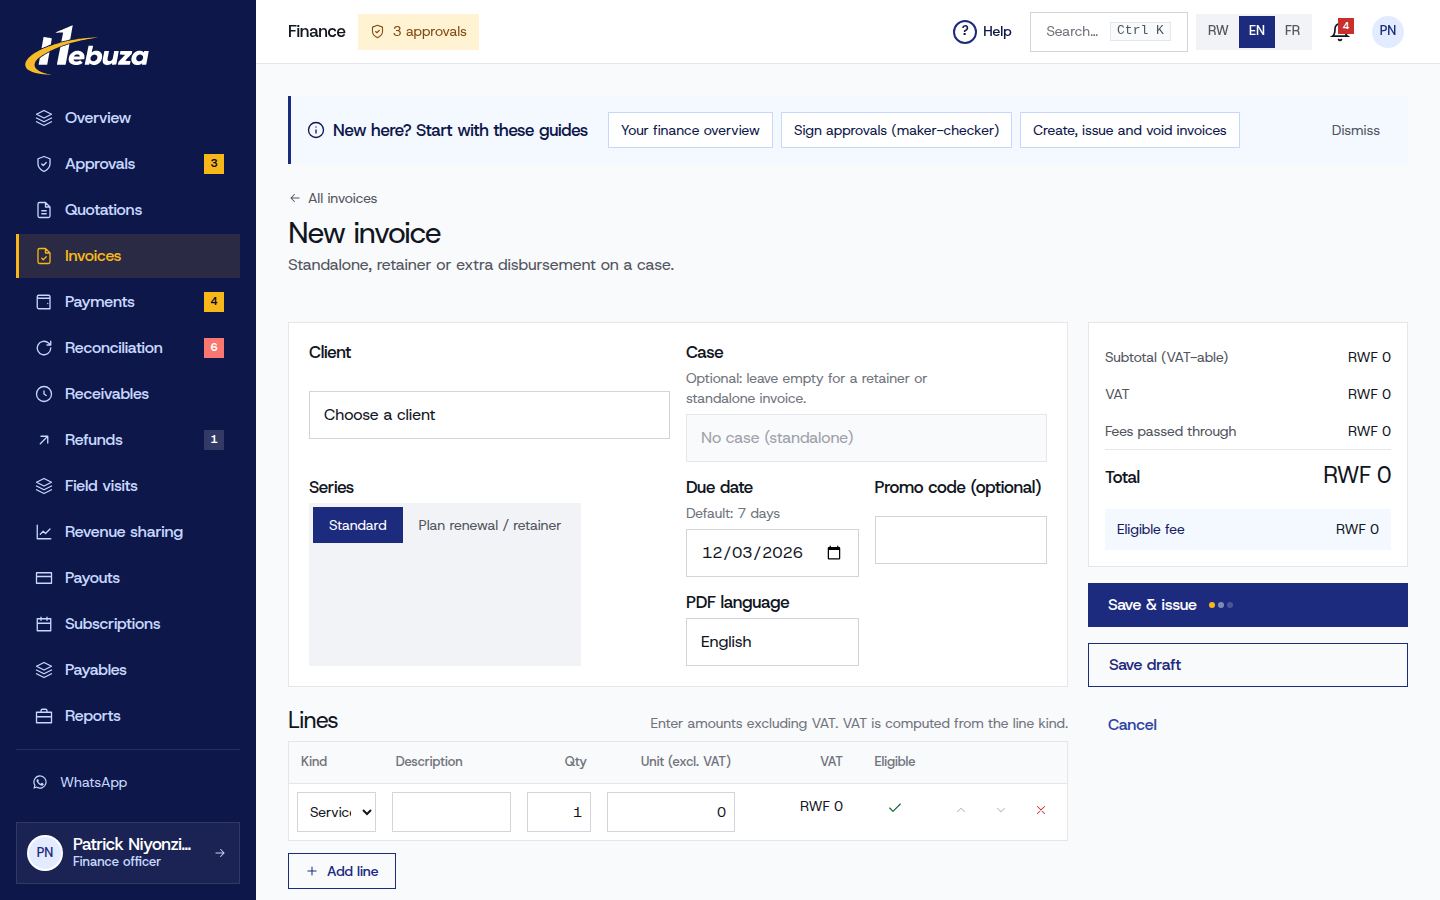 Hebuza
Overview
Approvals 3
Quotations
Invoices
Payments 4
Reconciliation 6
Receivables
Refunds 1
Field visits
Revenue sharing
Payouts
Subscriptions
Payables
Reports
WhatsApp
PN Patrick Niyonzi...
Finance officer
Finance 3 approvals ? Help Search... Ctrl K RW EN FR 4 PN
New here? Start with these guides Your finance overview Sign approvals (maker-checker) Create, issue and void invoices Dismiss
All invoices
New invoice
Standalone, retainer or extra disbursement on a case.
Client
Choose a client
Case
Optional: leave empty for a retainer or
standalone invoice.
No case (standalone)
Series
Standard Plan renewal / retainer
Due date
Default: 7 days
12/03/2026
Promo code (optional)
PDF language
English
Subtotal (VAT-able) RWF 0
VAT RWF 0
Fees passed through RWF 0
Total RWF 0
Eligible fee RWF 0
Save & issue
Save draft
Cancel
Lines Enter amounts excluding VAT. VAT is computed from the line kind.
Kind Description Qty Unit (excl. VAT) VAT Eligible
Servic 1 0 RWF 0
Add line